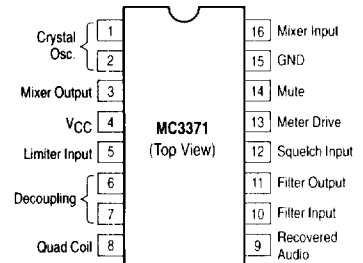 Crystal
Osc.
1
2
Mixer Output 3
VCC 4
Limiter Input 5
Decoupling
6
7
Quad Coil 8
MC3371
(Top View)
16 Mixer Input
15 GND
14 Mute
13 Meter Drive
12 Squelch Input
11 Filter Output
10 Filter Input
9 Recovered
Audio